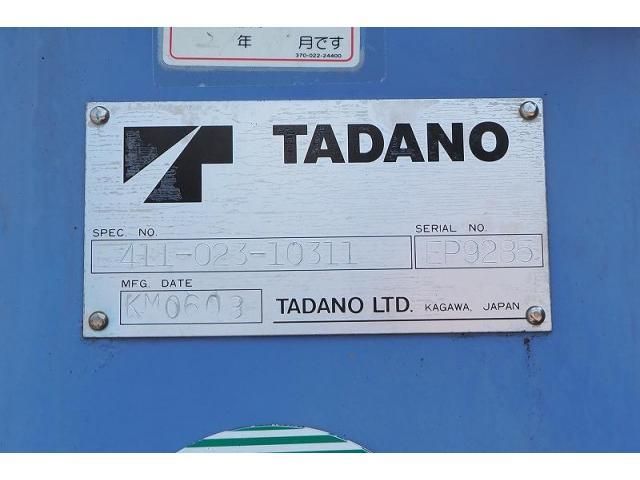 年 月です
370-022-24400
TADANO
SPEC. NO.
SERIAL NO.
411-023-10311
EP9285
MFG. DATE
KM0603
TADANO LTD. KAGAWA, JAPAN